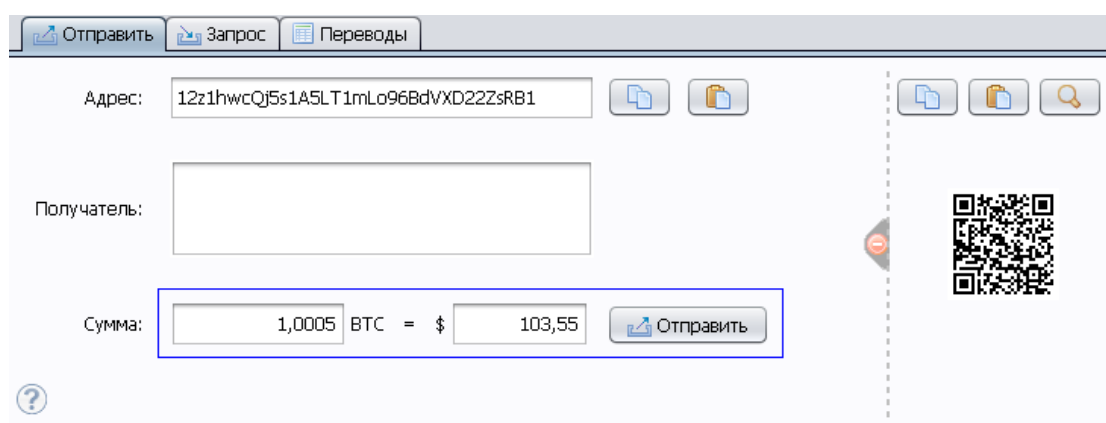 Отправить Запрос Переводы
Адрес: 12z1hwcQj5s1A5LT1mLo96BdVXD22ZsRB1
Получатель:
Сумма: 1,0005 BTC = $ 103,55 Отправить
?